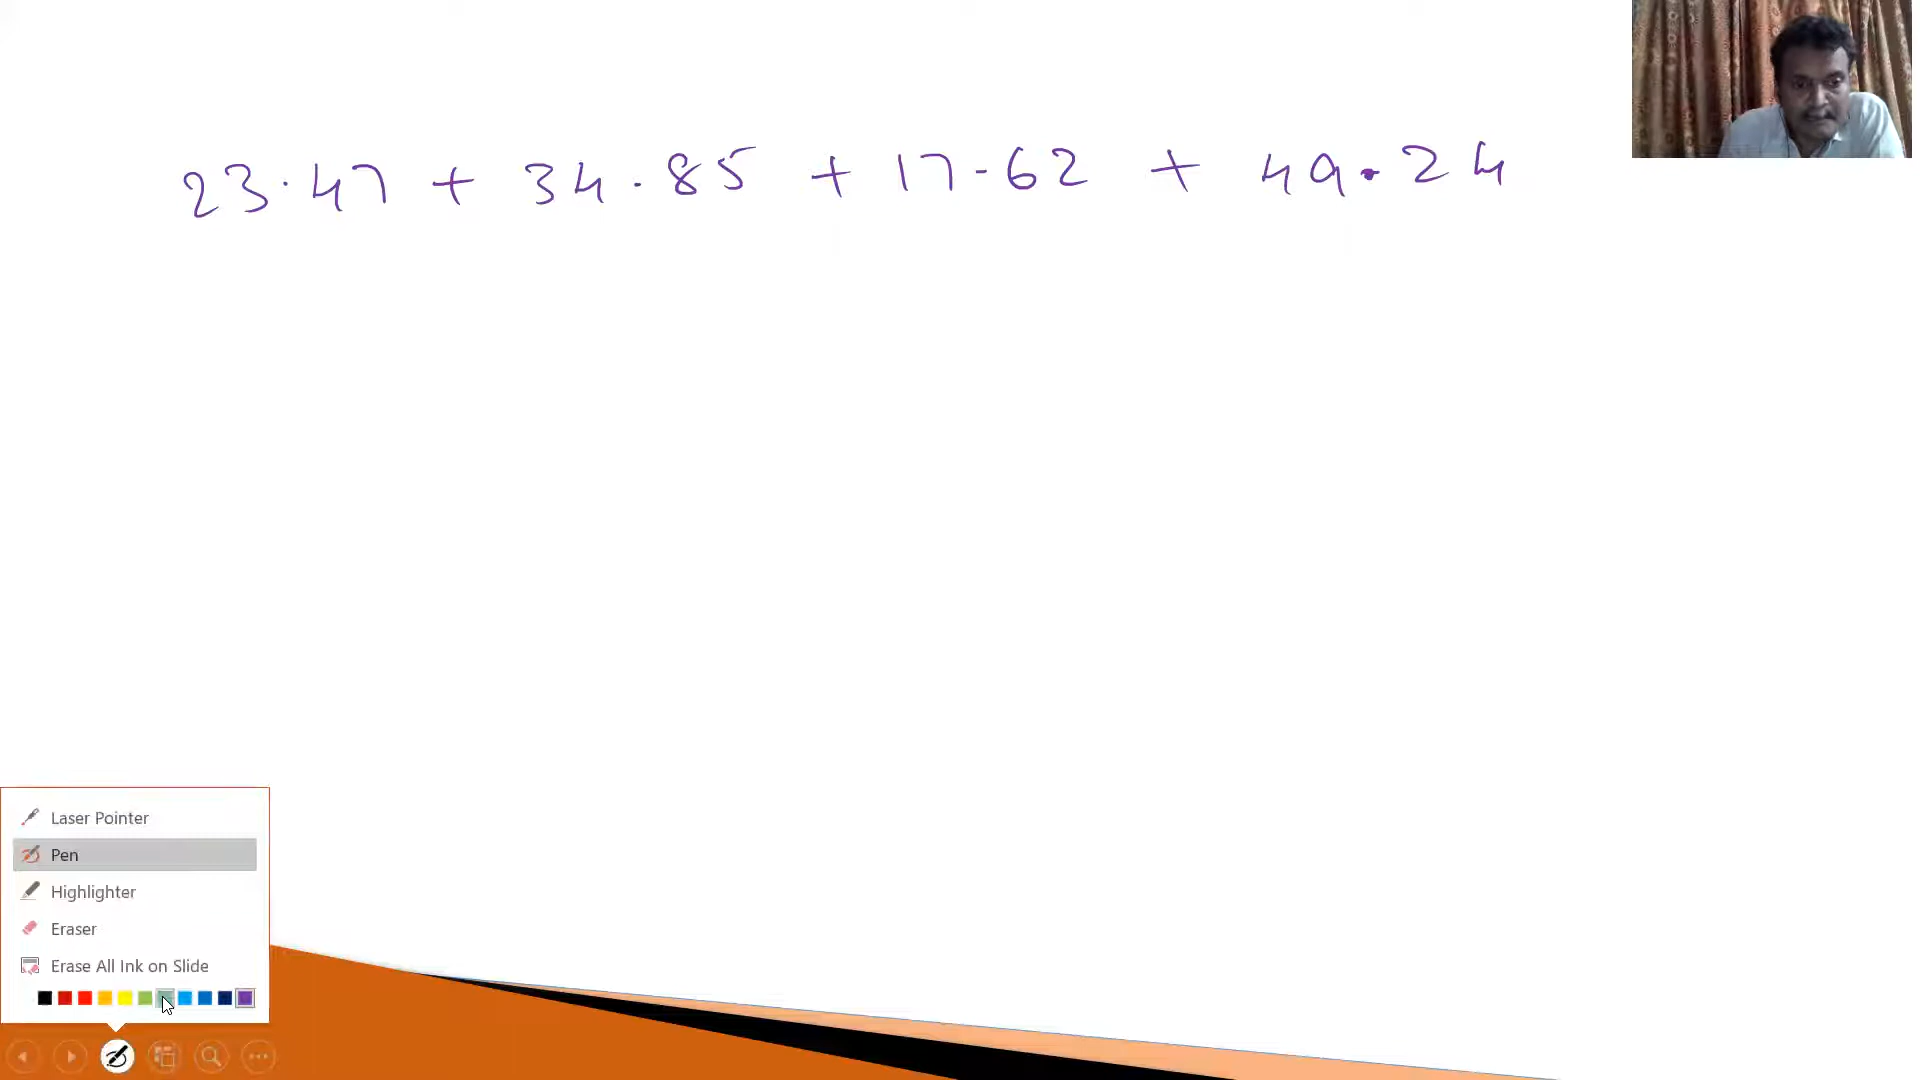 23.47 + 34.85 + 17.62 + 49.24
Laser Pointer
Pen
Highlighter
Eraser
Erase All Ink on Slide